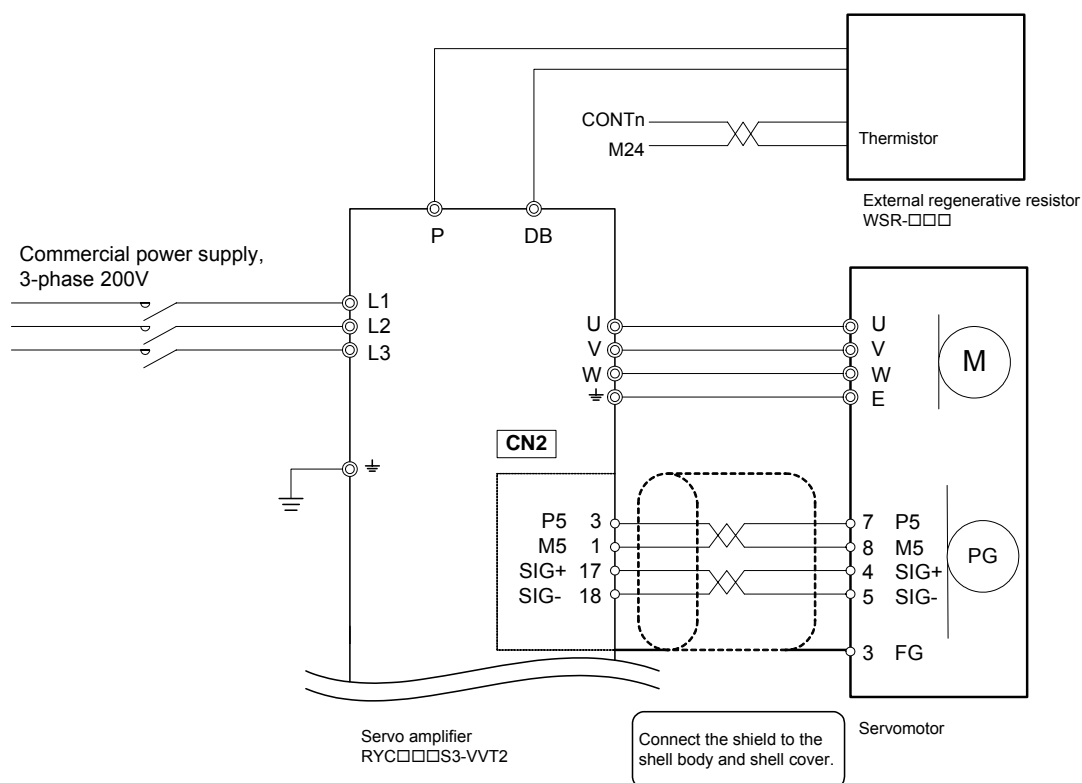 CONTn
M24
Thermistor
External regenerative resistor
WSR-□□□
P
DB
Commercial power supply,
3-phase 200V
L1
L2
L3
U
V
W
U
V
W
E
M
CN2
P5 3
M5 1
SIG+ 17
SIG- 18
7 P5
8 M5
4 SIG+
5 SIG-
3 FG
PG
Servo amplifier
RYC□□□S3-VVT2
Connect the shield to the
shell body and shell cover.
Servomotor